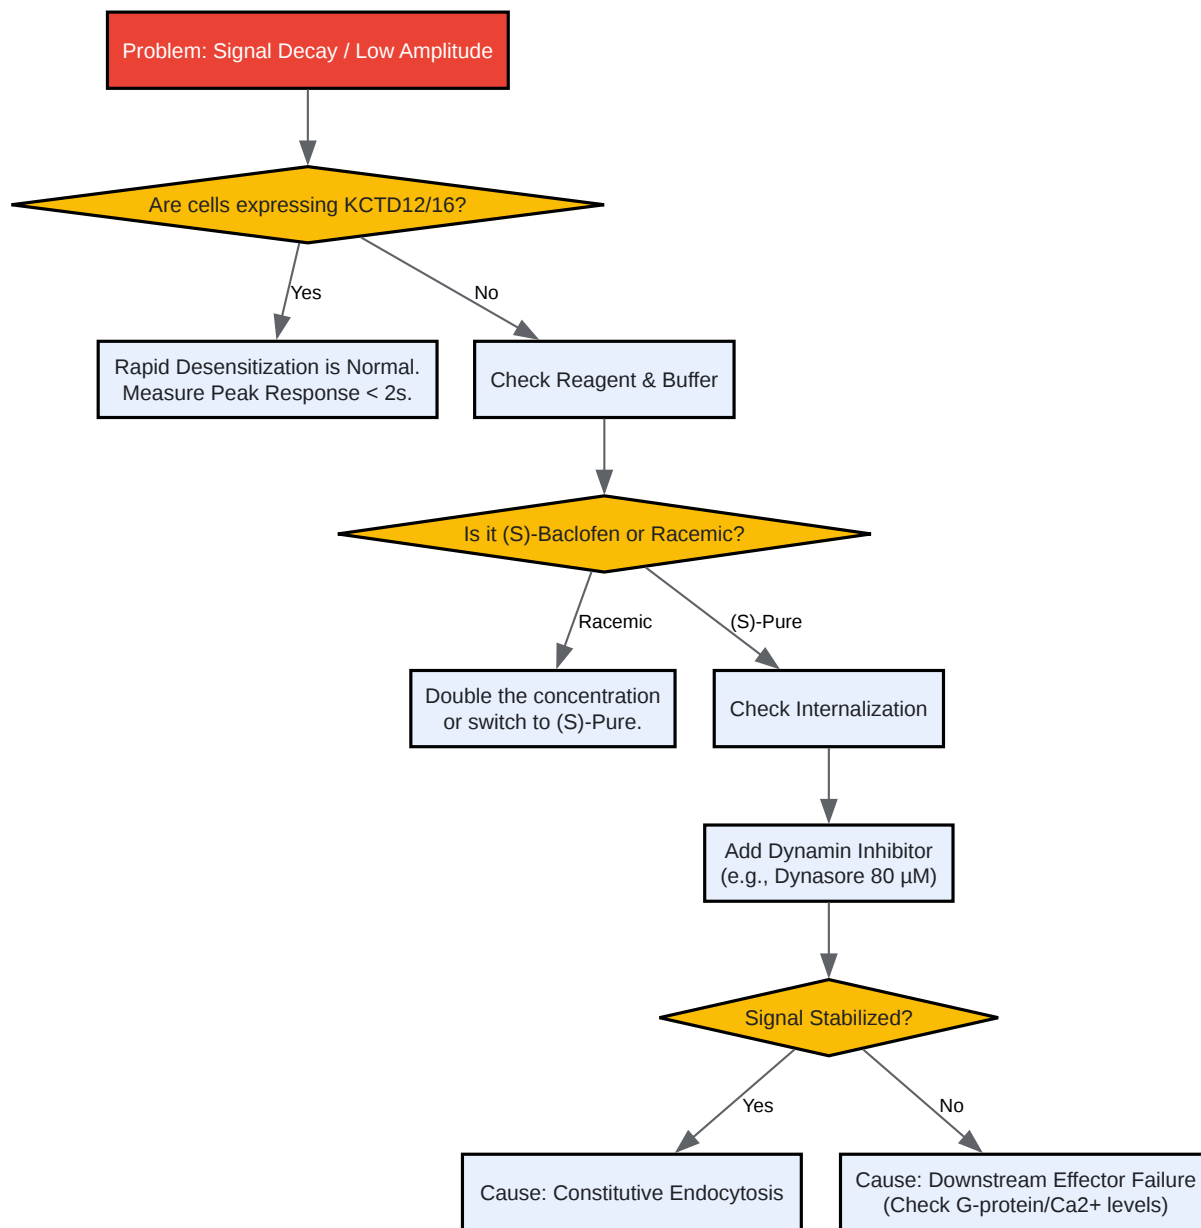 Problem: Signal Decay / Low Amplitude
Are cells expressing KCTD12/16?
Yes
No
Rapid Desensitization is Normal.
Measure Peak Response < 2s.
Check Reagent & Buffer
Is it (S)-Baclofen or Racemic?
Racemic
(S)-Pure
Double the concentration
or switch to (S)-Pure.
Check Internalization
Add Dynamin Inhibitor
(e.g., Dynasore 80 µM)
Signal Stabilized?
Yes
No
Cause: Constitutive Endocytosis
Cause: Downstream Effector Failure
(Check G-protein/Ca2+ levels)